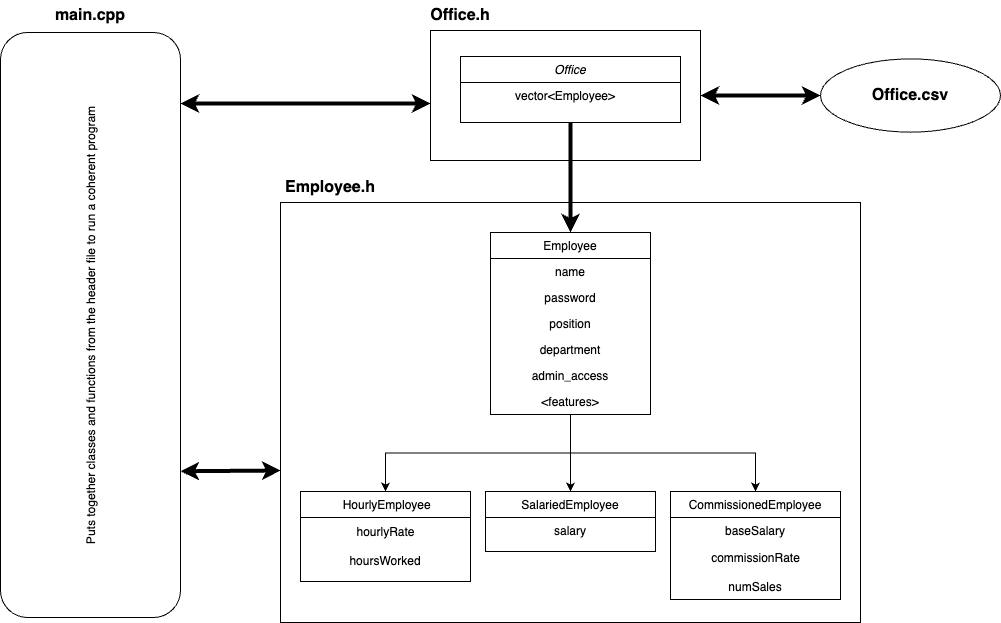 main.cpp
Office.h
Office
vector<Employee>
Office.csv
Puts together classes and functions from the header file to run a coherent program
Employee.h
Employee
name
password
position
department
admin_access
<features>
HourlyEmployee
hourlyRate
hoursWorked
SalariedEmployee
salary
CommissionedEmployee
baseSalary
commissionRate
numSales